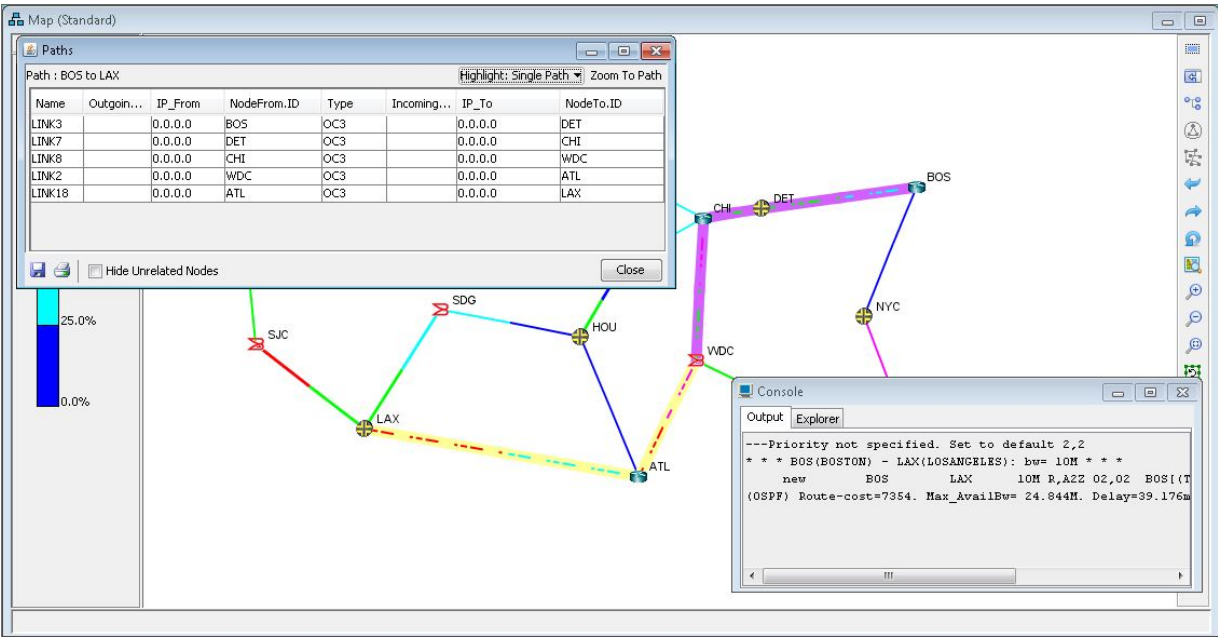 Map (Standard)
Paths
Path : BOS to LAX
Highlight: Single Path
Zoom To Path
Name Outgoin... IP_From NodeFrom.ID Type Incoming... IP_To NodeTo.ID
LINK3 0.0.0.0 BOS OC3 0.0.0.0 DET
LINK7 0.0.0.0 DET OC3 0.0.0.0 CHI
LINK8 0.0.0.0 CHI OC3 0.0.0.0 WDC
LINK2 0.0.0.0 WDC OC3 0.0.0.0 ATL
LINK18 0.0.0.0 ATL OC3 0.0.0.0 LAX
Hide Unrelated Nodes
Close
25.0%
0.0%
BOS
DET
CHI
NYC
SDG
HOU
SJC
WDC
LAX
ATL
Console
Output Explorer
---Priority not specified. Set to default 2,2
* * * BOS(BOSTON) - LAX(LOSANGELES): bw= 10M * * *
new BOS LAX 10M R,A2Z 02,02 BOS[(T
(OSPF) Route-cost=7354. Max_AvailBw= 24.844M. Delay=39.176m